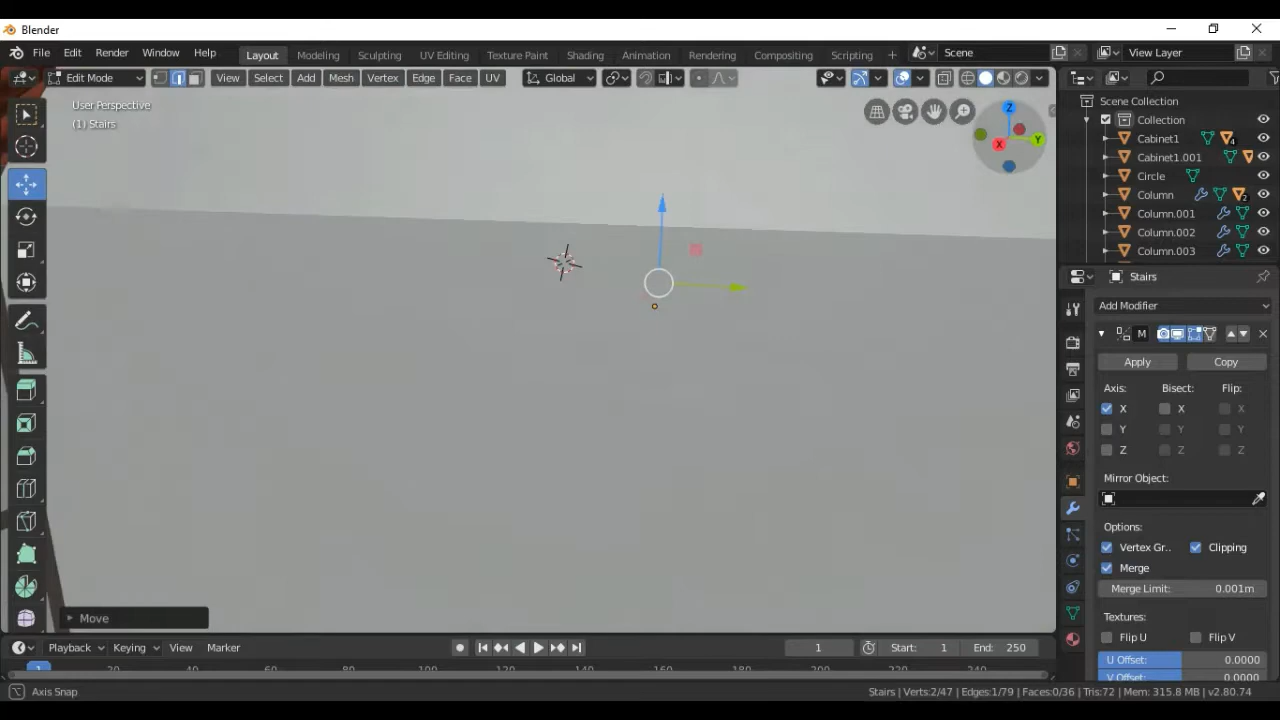 Blender
File Edit Render Window Help
Layout Modeling Sculpting UV Editing Texture Paint Shading Animation Rendering Compositing Scripting +
Scene
View Layer
Edit Mode View Select Add Mesh Vertex Edge Face UV Global
User Perspective
(1) Stairs
Z
Y
X
Scene Collection
Collection
Cabinet1 4
Cabinet1.001
Circle
Column 2
Column.001
Column.002
Column.003
Stairs
Add Modifier
M
Apply Copy
Axis: Bisect: Flip:
X X X
Y Y Y
Z Z Z
Mirror Object:
Options:
Vertex Gr.. Clipping
Merge
Merge Limit: 0.001m
Textures:
Flip U Flip V
U Offset: 0.0000
V Offset: 0.0000
Move
Playback Keying View Marker 1 Start: 1 End: 250
1 20 40 60 80 100 120 140 160 180 200 220 240
Axis Snap
Stairs | Verts:2/47 | Edges:1/79 | Faces:0/36 | Tris:72 | Mem: 315.8 MB | v2.80.74